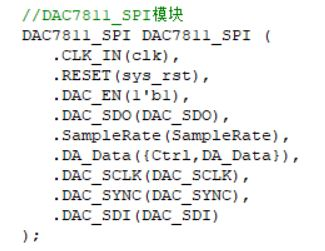 //DAC7811_SPI模块
DAC7811_SPI DAC7811_SPI (
.CLK_IN(clk),
.RESET(sys_rst),
.DAC_EN(1'b1),
.DAC_SDO(DAC_SDO),
.SampleRate(SampleRate),
.DA_Data({Ctrl,DA_Data}),
.DAC_SCLK(DAC_SCLK),
.DAC_SYNC(DAC_SYNC),
.DAC_SDI(DAC_SDI)
);